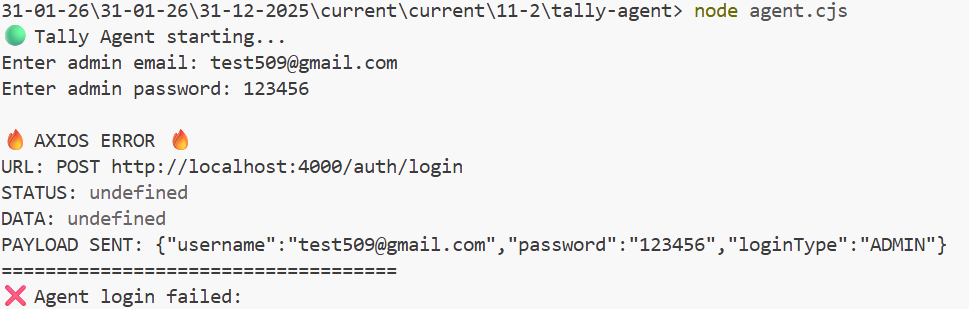 31-01-26\31-01-26\31-12-2025\current\current\11-2\tally-agent> node agent.cjs
🟢 Tally Agent starting...
Enter admin email: test509@gmail.com
Enter admin password: 123456
🔥 AXIOS ERROR 🔥
URL: POST http://localhost:4000/auth/login
STATUS: undefined
DATA: undefined
PAYLOAD SENT: {"username":"test509@gmail.com","password":"123456","loginType":"ADMIN"}
====================================
❌ Agent login failed: